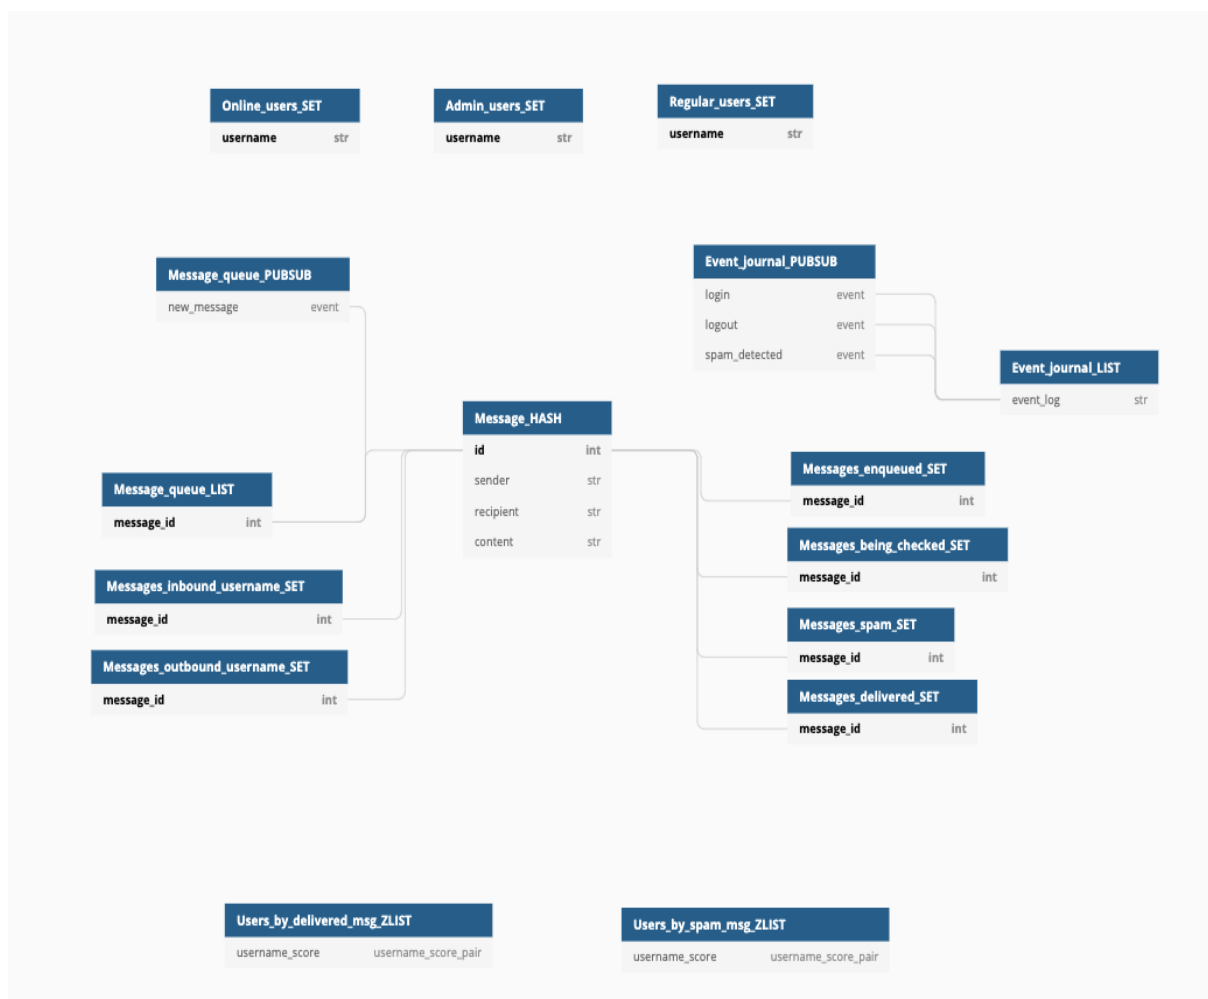 Online_users_SET
username str
Admin_users_SET
username str
Regular_users_SET
username str
Message_queue_PUBSUB
new_message event
Event_journal_PUBSUB
login event
logout event
spam_detected event
Event_journal_LIST
event_log str
Message_HASH
id int
sender str
recipient str
content str
Message_queue_LIST
message_id int
Messages_inbound_username_SET
message_id int
Messages_outbound_username_SET
message_id int
Messages_enqueued_SET
message_id int
Messages_being_checked_SET
message_id int
Messages_spam_SET
message_id int
Messages_delivered_SET
message_id int
Users_by_delivered_msg_ZLIST
username_score username_score_pair
Users_by_spam_msg_ZLIST
username_score username_score_pair